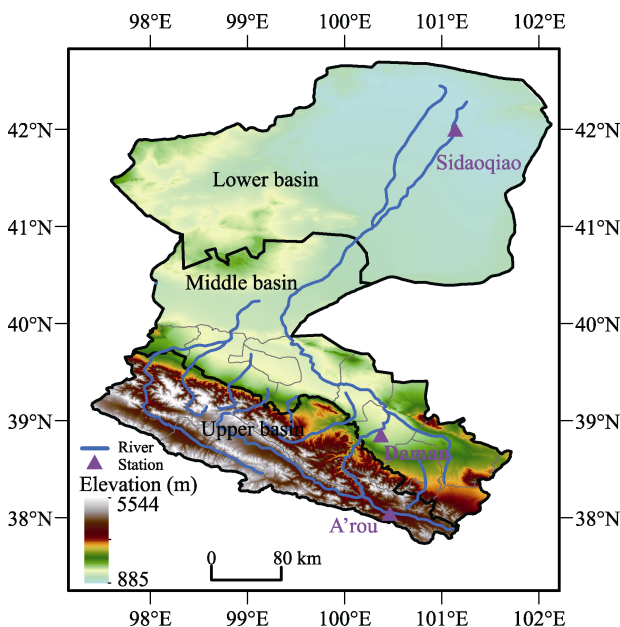 98°E 99°E 100°E 101°E 102°E
42°N 42°N
Sidaoqiao
Lower basin
41°N 41°N
Middle basin
40°N 40°N
39°N 39°N
Upper basin
Daman
River
Station
Elevation (m)
5544
38°N 38°N
A'rou
0 80 km
885
98°E 99°E 100°E 101°E 102°E